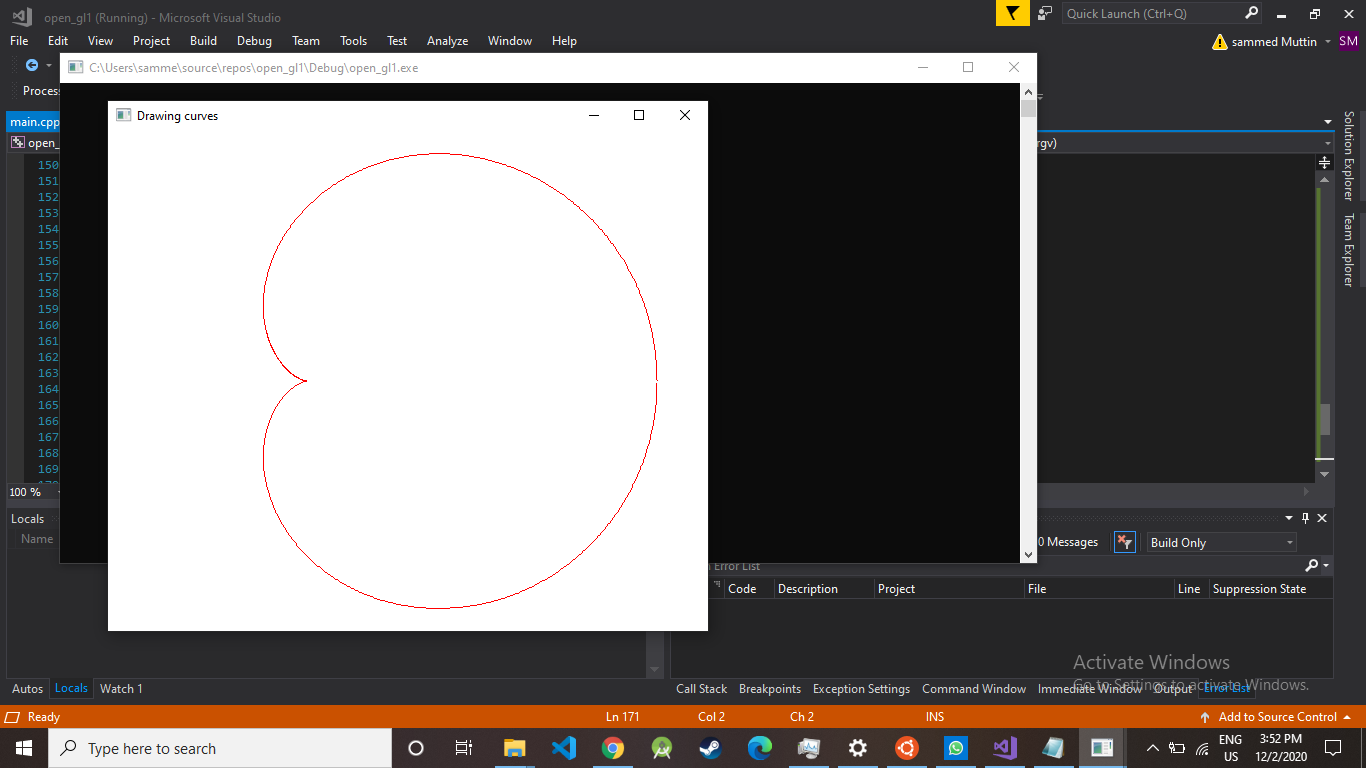 open_gl1 (Running) - Microsoft Visual Studio
Quick Launch (Ctrl+Q)
File Edit View Project Build Debug Team Tools Test Analyze Window Help
sammed Muttin SM
C:\Users\samme\source\repos\open_gl1\Debug\open_gl1.exe
Proces
Drawing curves
main.cpp
open_
rgv)
Solution Explorer
Team Explorer
150
151
152
153
154
155
156
157
158
159
160
161
162
163
164
165
166
167
168
169
100 %
Locals
Name
0 Messages
Build Only
Error List
Code Description Project File Line Suppression State
Activate Windows
Go to Settings to activate Windows.
Autos Locals Watch 1
Call Stack Breakpoints Exception Settings Command Window Immediate Window Output Error List
Ready
Ln 171 Col 2 Ch 2 INS
Add to Source Control
Type here to search
ENG
US
3:52 PM
12/2/2020